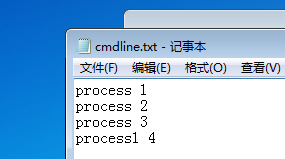 cmdline.txt - 记事本
文件(F) 编辑(E) 格式(O) 查看(V)
process 1
process 2
process 3
process1 4